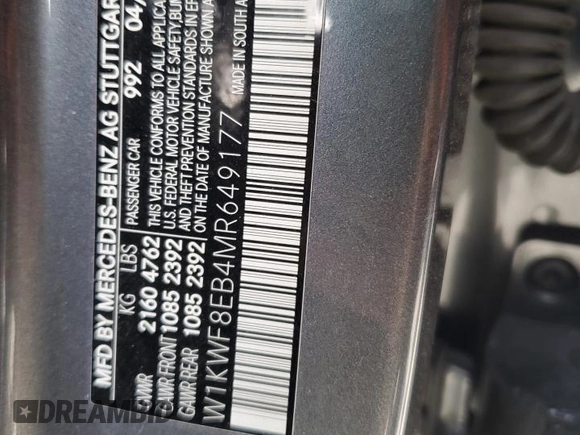 MFD BY MERCEDES-BENZ AG STUTTGAR
KG LBS PASSENGER CAR 992 04/
GVWR 2160 4762
GAWR FRONT 1085 2392
GAWR REAR 1085 2392
THIS VEHICLE CONFORMS TO ALL APPLICA
U.S. FEDERAL MOTOR VEHICLE SAFETY, BUM
AND THEFT PREVENTION STANDARDS IN EF
ON THE DATE OF MANUFACTURE SHOWN A
W1KWF8EB4MR649177 MADE IN SOUTH A
DREAMBID